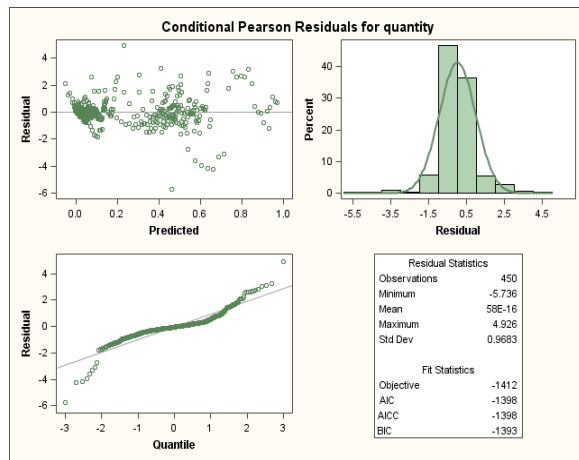 Conditional Pearson Residuals for quantity
Residual
4
2
0
-2
-4
-6
0.0 0.2 0.4 0.6 0.8 1.0
Predicted
Percent
40
30
20
10
0
-5.5 -3.5 -1.5 0.5 2.5 4.5
Residual
Residual
4
2
0
-2
-4
-6
-3 -2 -1 0 1 2 3
Quantile
Residual Statistics
Observations 450
Minimum -5.736
Mean 58E-16
Maximum 4.926
Std Dev 0.9683
Fit Statistics
Objective -1412
AIC -1398
AICC -1398
BIC -1393